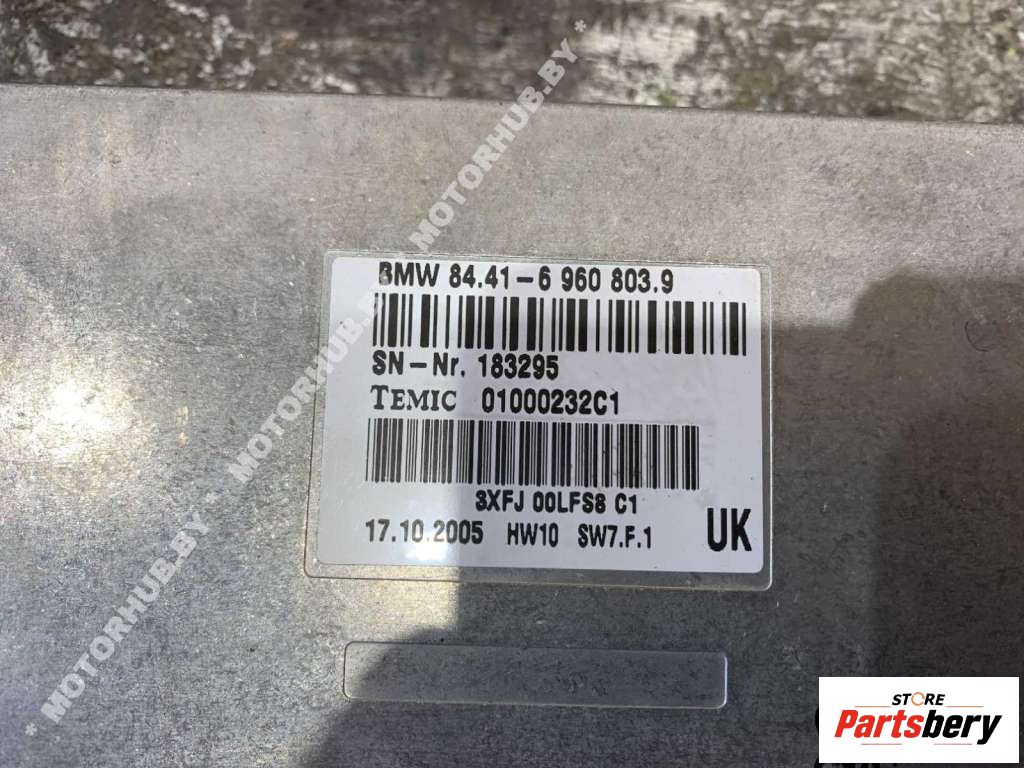 * MOTORHUB.BY * MOTORHUB.BY * MOTORHUB.BY *
BMW 84.41-6 960 803.9
SN-Nr. 183295
TEMIC 01000232C1
3XFJ 00LFS8 C1
17.10.2005 HW10 SW7.F.1 UK
STORE
Partsbery